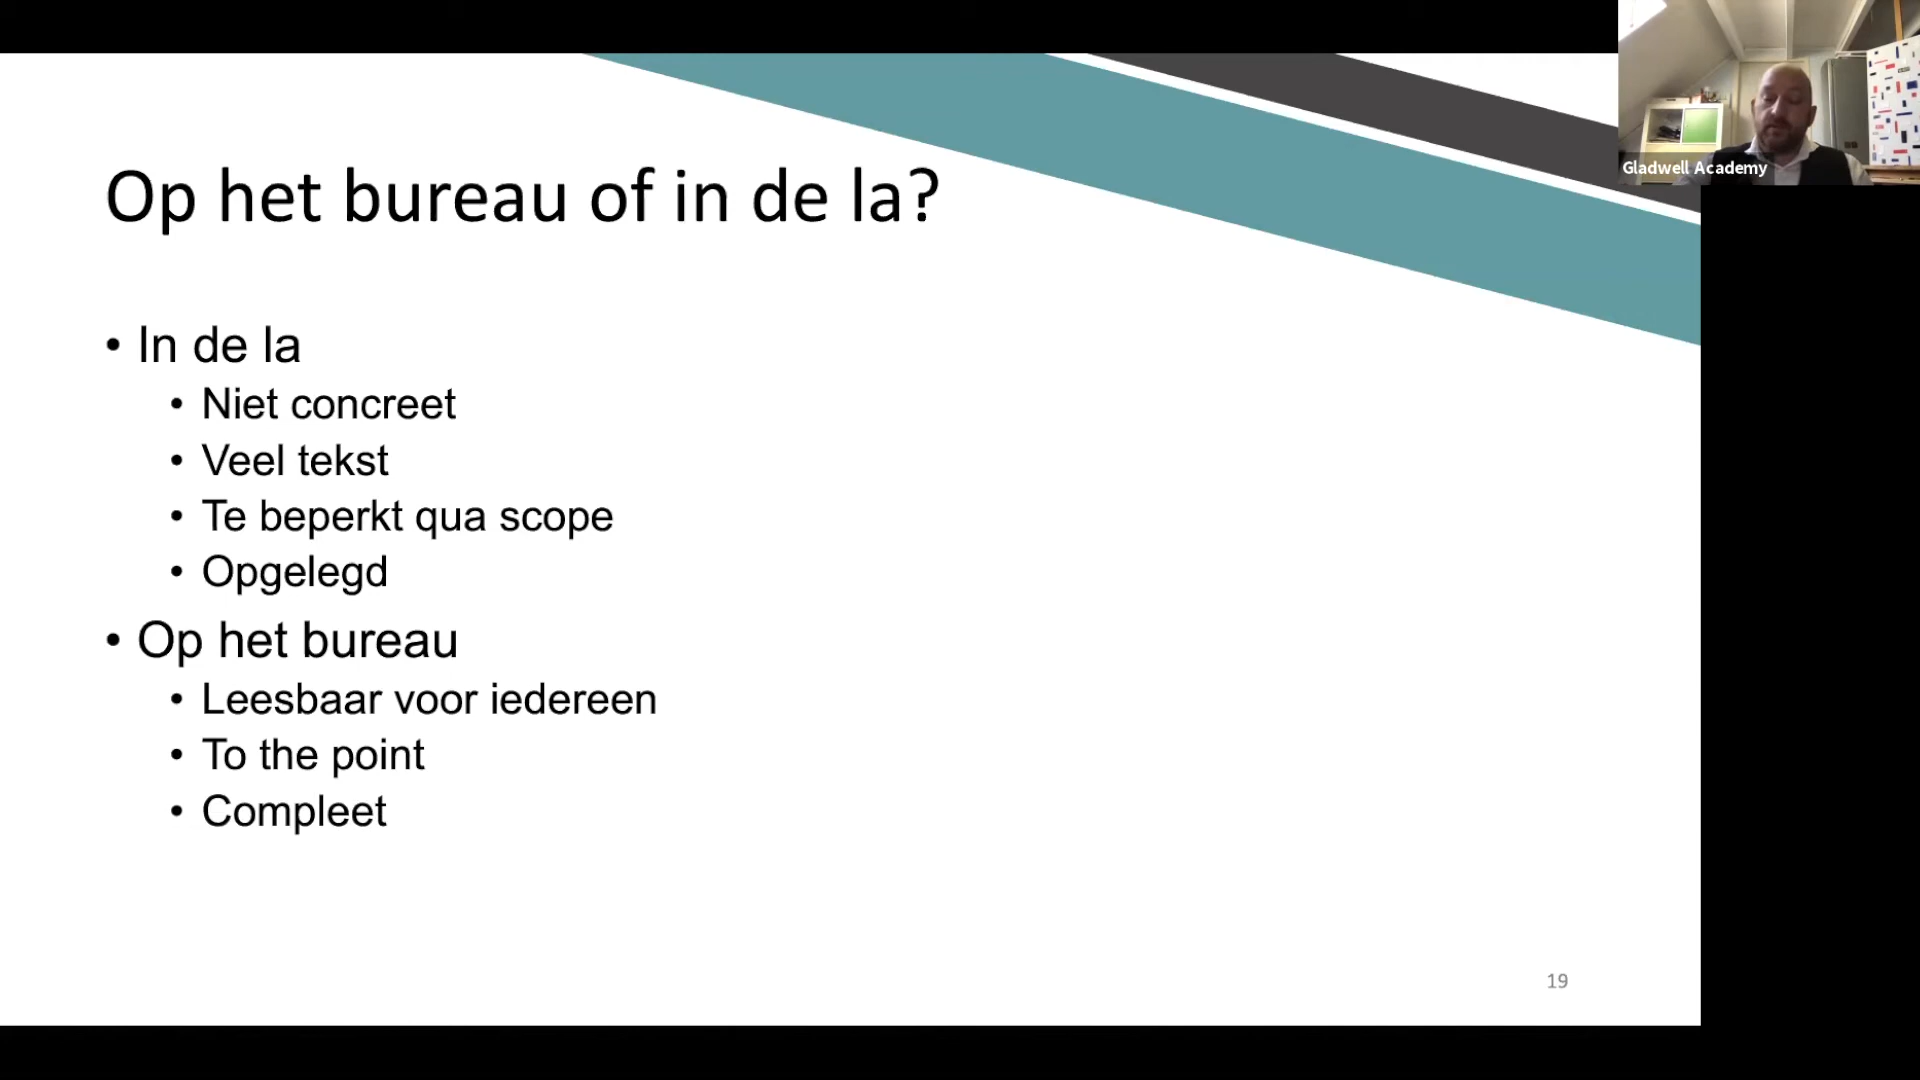 Gladwell Academy
Op het bureau of in de la?
• In de la
• Niet concreet
• Veel tekst
• Te beperkt qua scope
• Opgelegd
• Op het bureau
• Leesbaar voor iedereen
• To the point
• Compleet
19